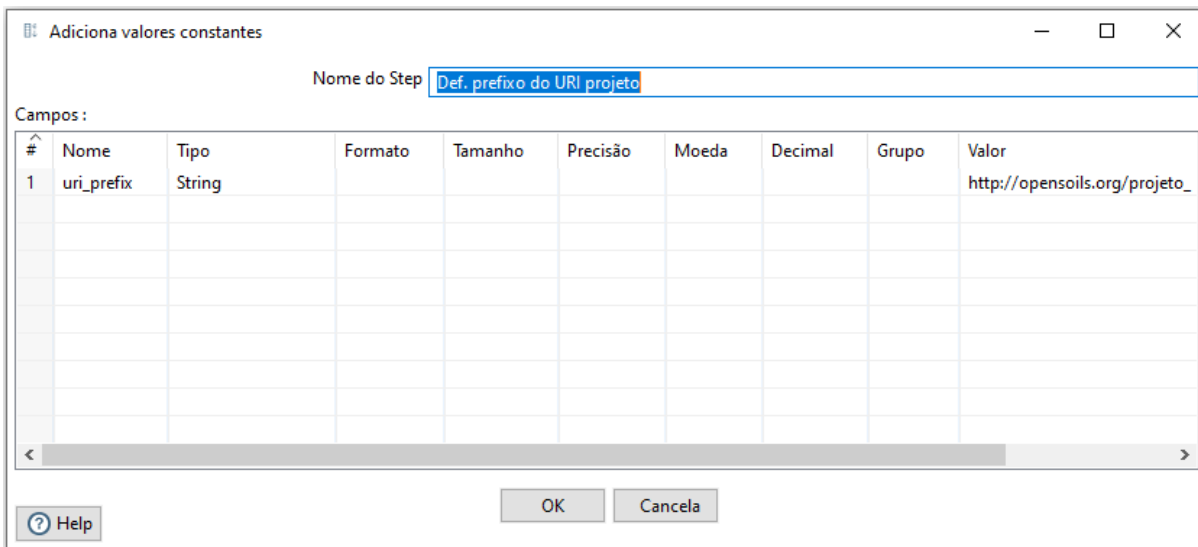 Adiciona valores constantes
Nome do Step Def. prefixo do URI projeto
Campos :
# Nome Tipo Formato Tamanho Precisão Moeda Decimal Grupo Valor
1 uri_prefix String http://opensoils.org/projeto_
OK Cancela
? Help